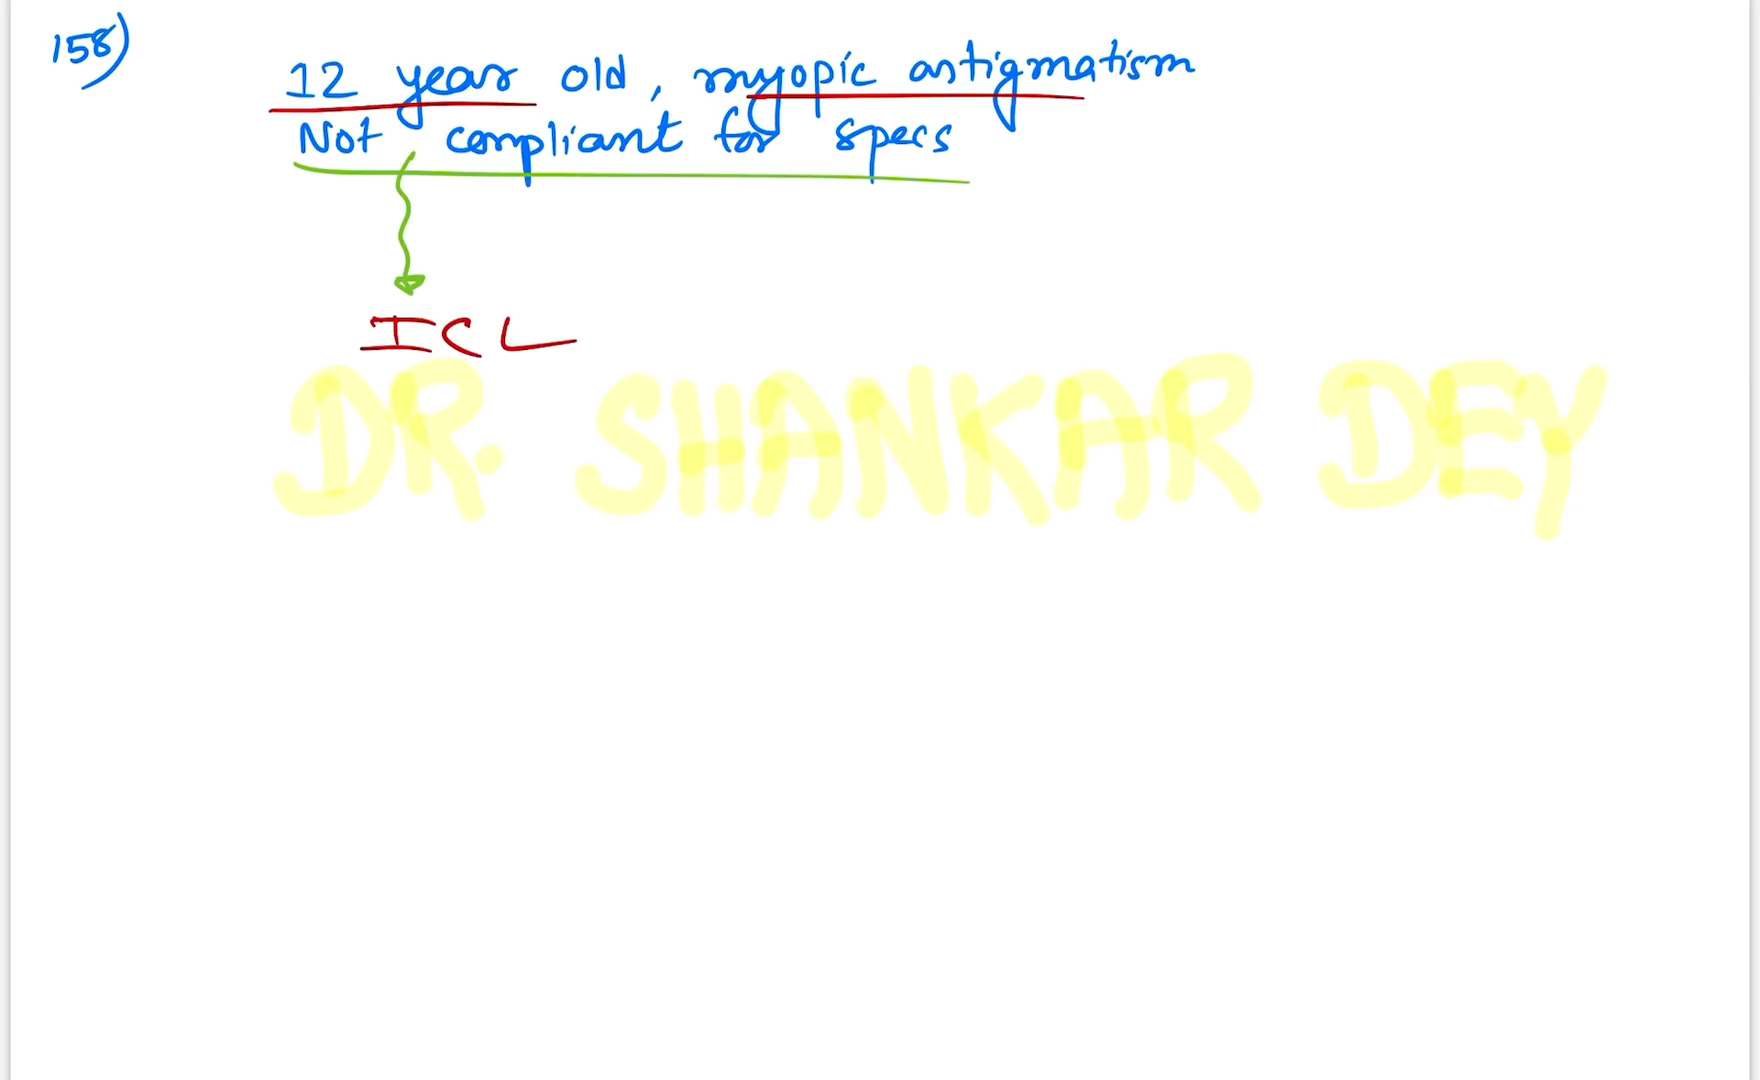 158)
12 year old, myopic astigmatism
Not compliant for specs
ICL
DR. SHANKAR DEY